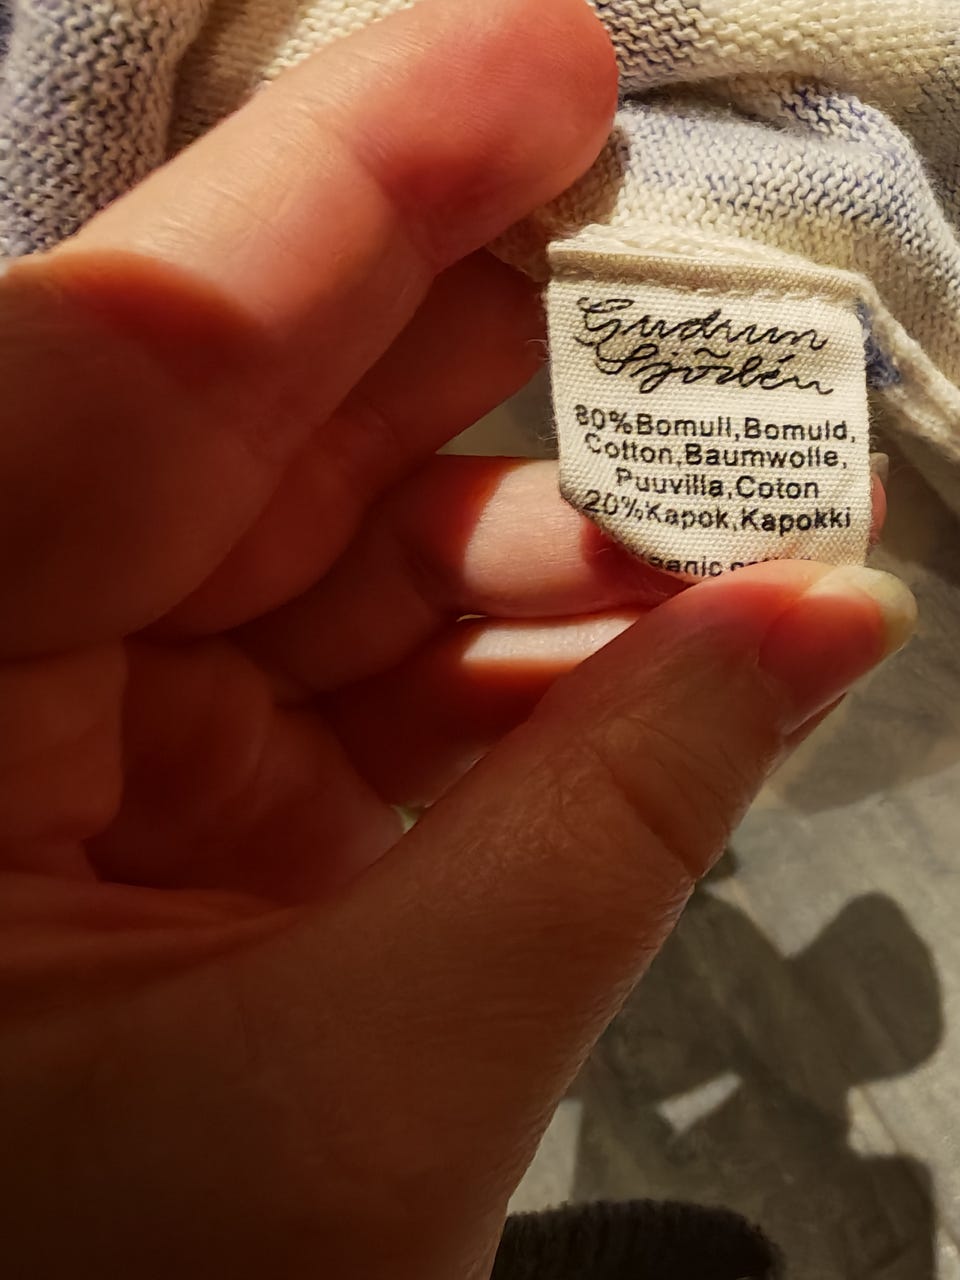 Gudrun
Sjödén
80%Bomull,Bomuld,
Cotton,Baumwolle,
Puuvilla,Coton
20%Kapok,Kapokki